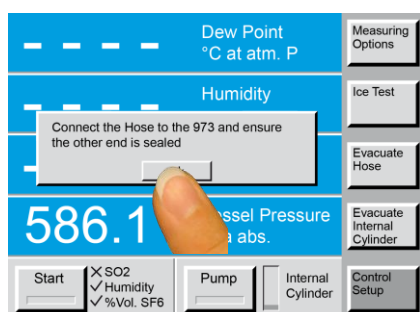 Dew Point
°C at atm. P
Humidity
Connect the Hose to the 973 and ensure
the other end is sealed
586.1
Pressure
abs.
Start
SO2
Humidity
%Vol. SF6
Pump
Internal
Cylinder
Measuring
Options
Ice Test
Evacuate
Hose
Evacuate
Internal
Cylinder
Control
Setup